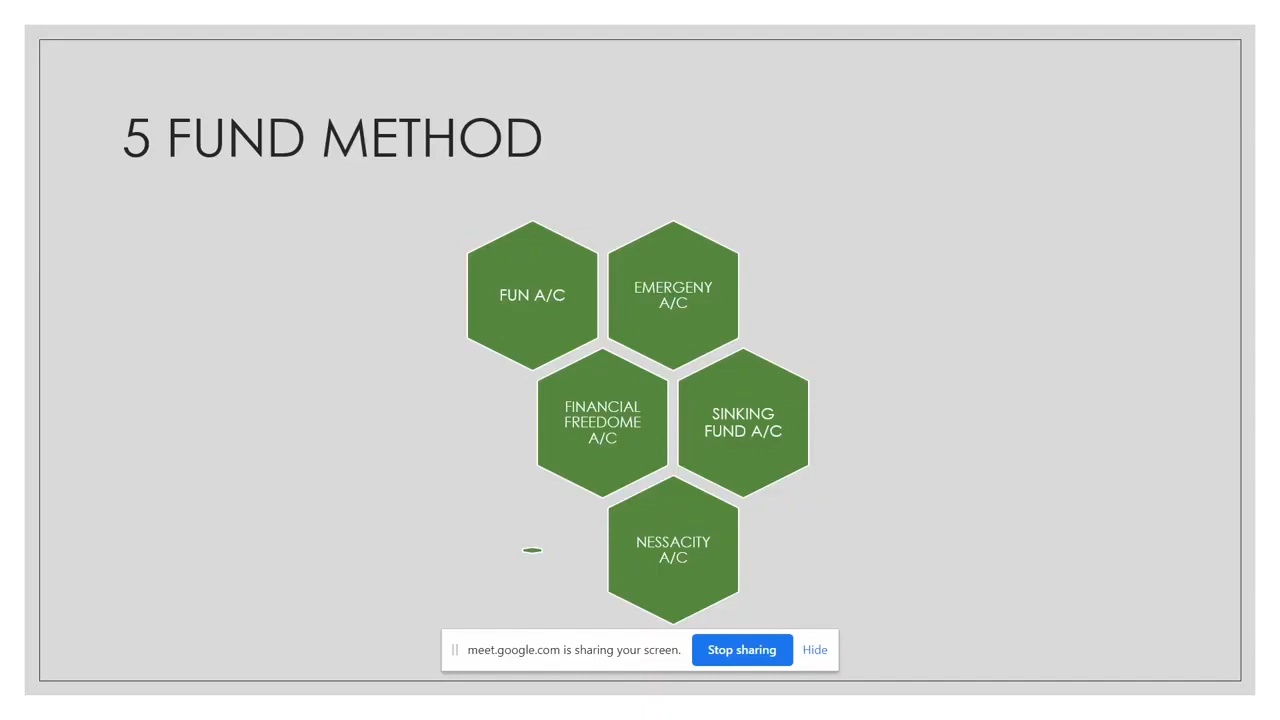 5 FUND METHOD
FUN A/C
EMERGENY
A/C
FINANCIAL
FREEDOME
A/C
SINKING
FUND A/C
NESSACITY
A/C
meet.google.com is sharing your screen.
Stop sharing
Hide